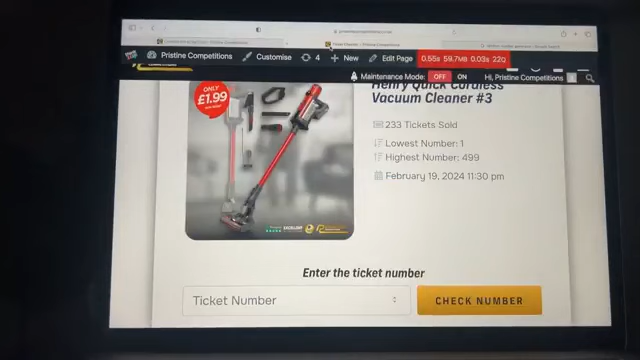 Pristine Competitions
Customise
4
New
Edit Page
0.55s 59.7MB 0.03s 22Q
Maintenance Mode: OFF ON
Hi, Pristine Competitions
ONLY
£1.99
Henry Quick Cordless
Vacuum Cleaner #3
233 Tickets Sold
Lowest Number: 1
Highest Number: 499
February 19, 2024 11:30 pm
Enter the ticket number
Ticket Number
CHECK NUMBER